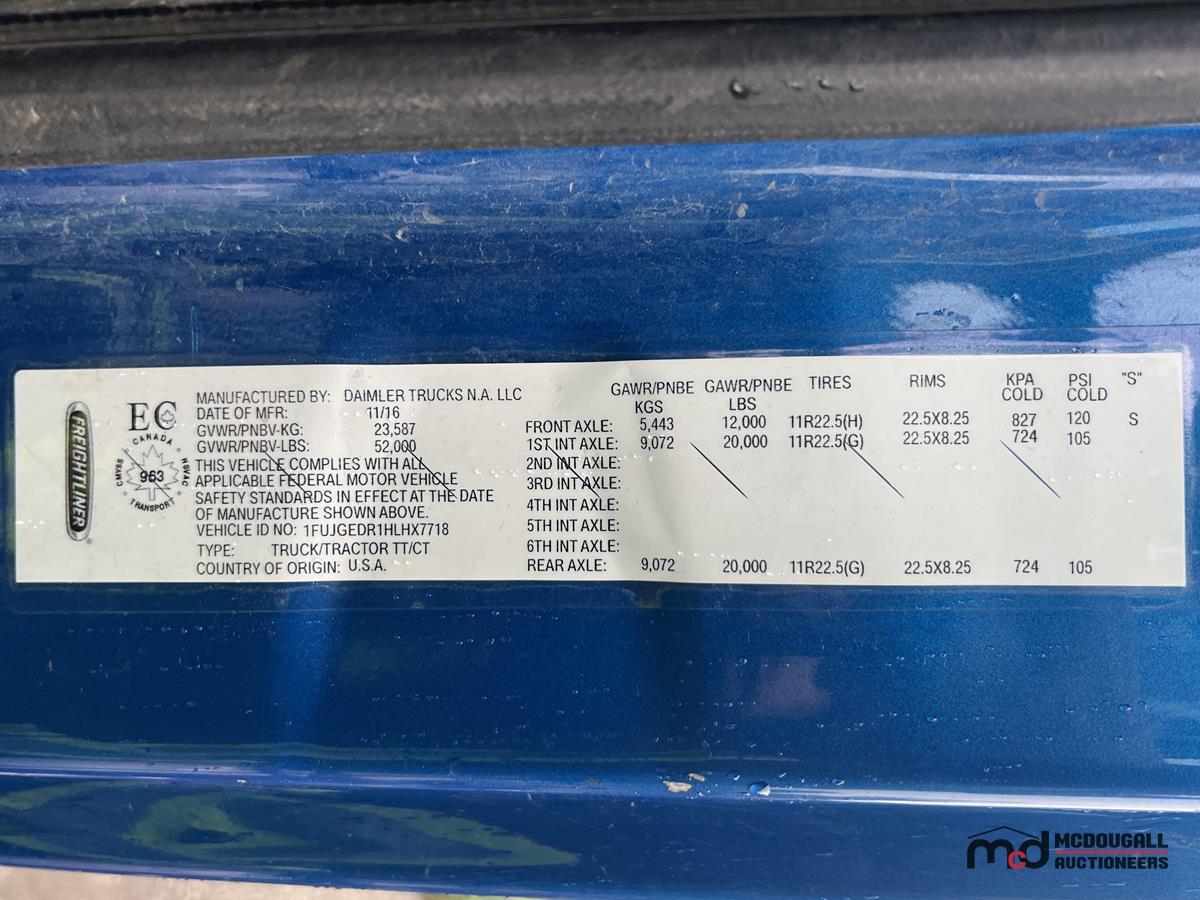 FREIGHTLINER®
EC
CANADA
CMVSS 963 NSVAC
TRANSPORT
MANUFACTURED BY: DAIMLER TRUCKS N.A. LLC
DATE OF MFR: 11/16
GVWR/PNBV-KG: 23,587
GVWR/PNBV-LBS: 52,000
THIS VEHICLE COMPLIES WITH ALL
APPLICABLE FEDERAL MOTOR VEHICLE
SAFETY STANDARDS IN EFFECT AT THE DATE
OF MANUFACTURE SHOWN ABOVE.
VEHICLE ID NO: 1FUJGEDR1HLHX7718
TYPE: TRUCK/TRACTOR TT/CT
COUNTRY OF ORIGIN: U.S.A.
GAWR/PNBE KGS GAWR/PNBE LBS TIRES RIMS KPA COLD PSI COLD "S"
FRONT AXLE: 5,443 12,000 11R22.5(H) 22.5X8.25 827 120 S
1ST INT AXLE: 9,072 20,000 11R22.5(G) 22.5X8.25 724 105
2ND INT AXLE:
3RD INT AXLE:
4TH INT AXLE:
5TH INT AXLE:
6TH INT AXLE:
REAR AXLE: 9,072 20,000 11R22.5(G) 22.5X8.25 724 105
mcd MCDOUGALL
AUCTIONEERS